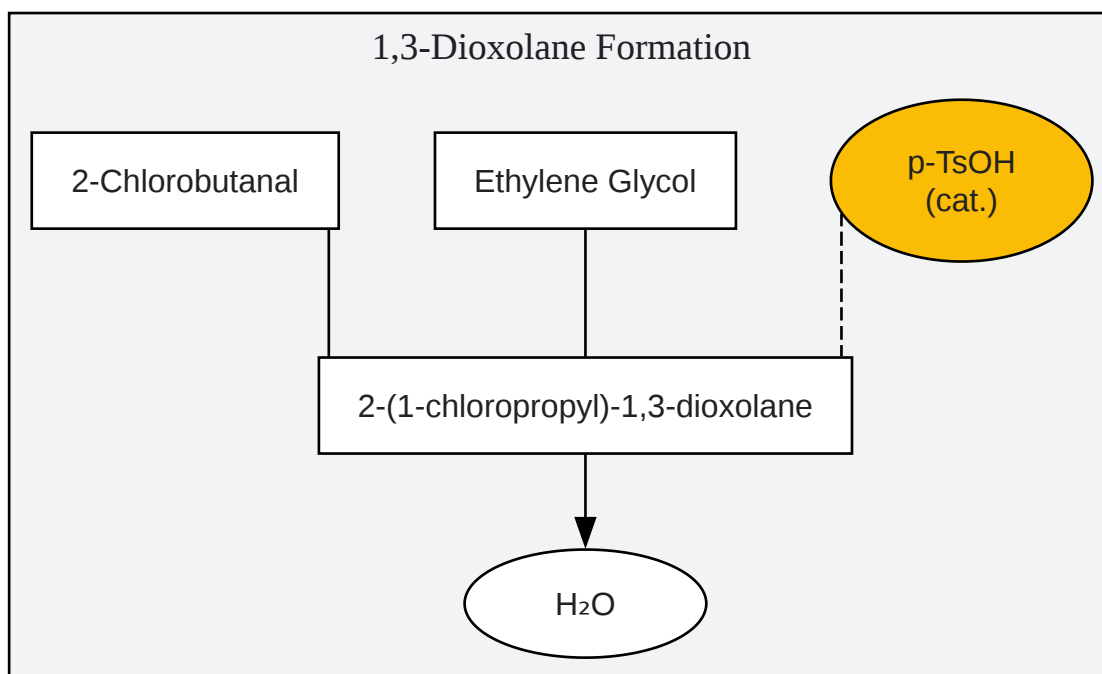 1,3-Dioxolane Formation
2-Chlorobutanal
Ethylene Glycol
p-TsOH
(cat.)
2-(1-chloropropyl)-1,3-dioxolane
H₂O